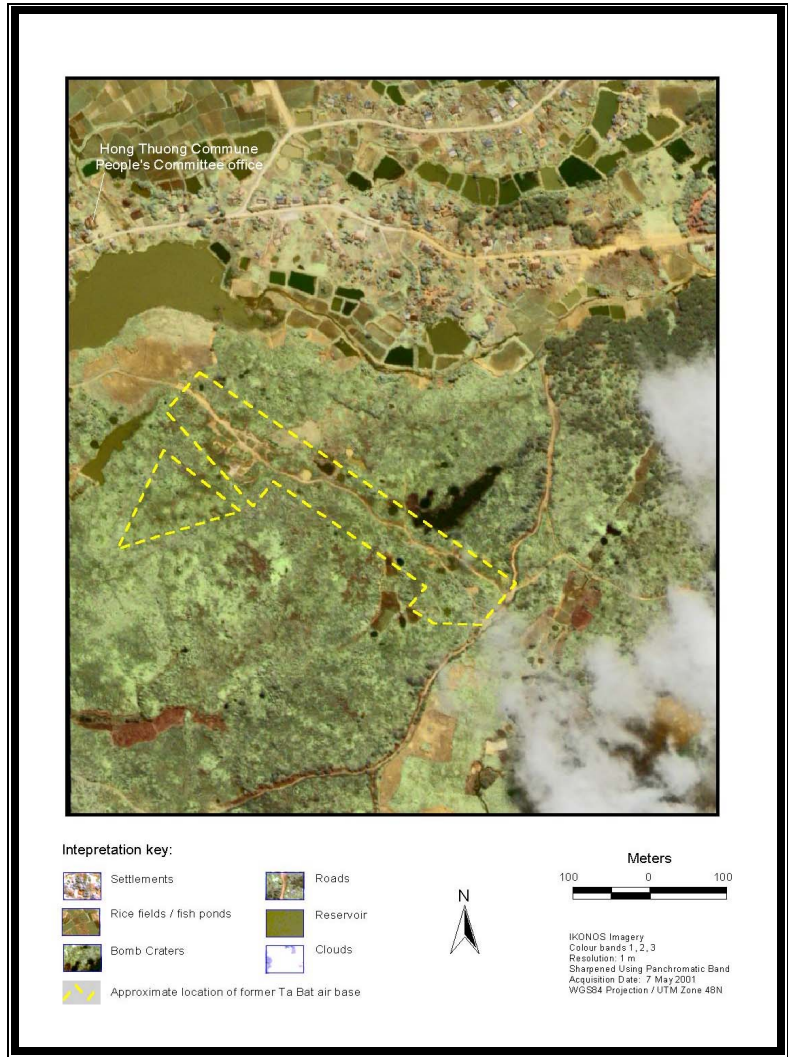 Hong Thuong Commune
People's Committee office
Intepretation key:
Settlements
Rice fields / fish ponds
Bomb Craters
Approximate location of former Ta Bat air base
Roads
Reservoir
Clouds
N
Meters
100 0 100
IKONOS Imagery
Colour bands 1, 2, 3
Resolution: 1 m
Sharpened Using Panchromatic Band
Acquisition Date: 7 May 2001
WGS84 Projection / UTM Zone 48N